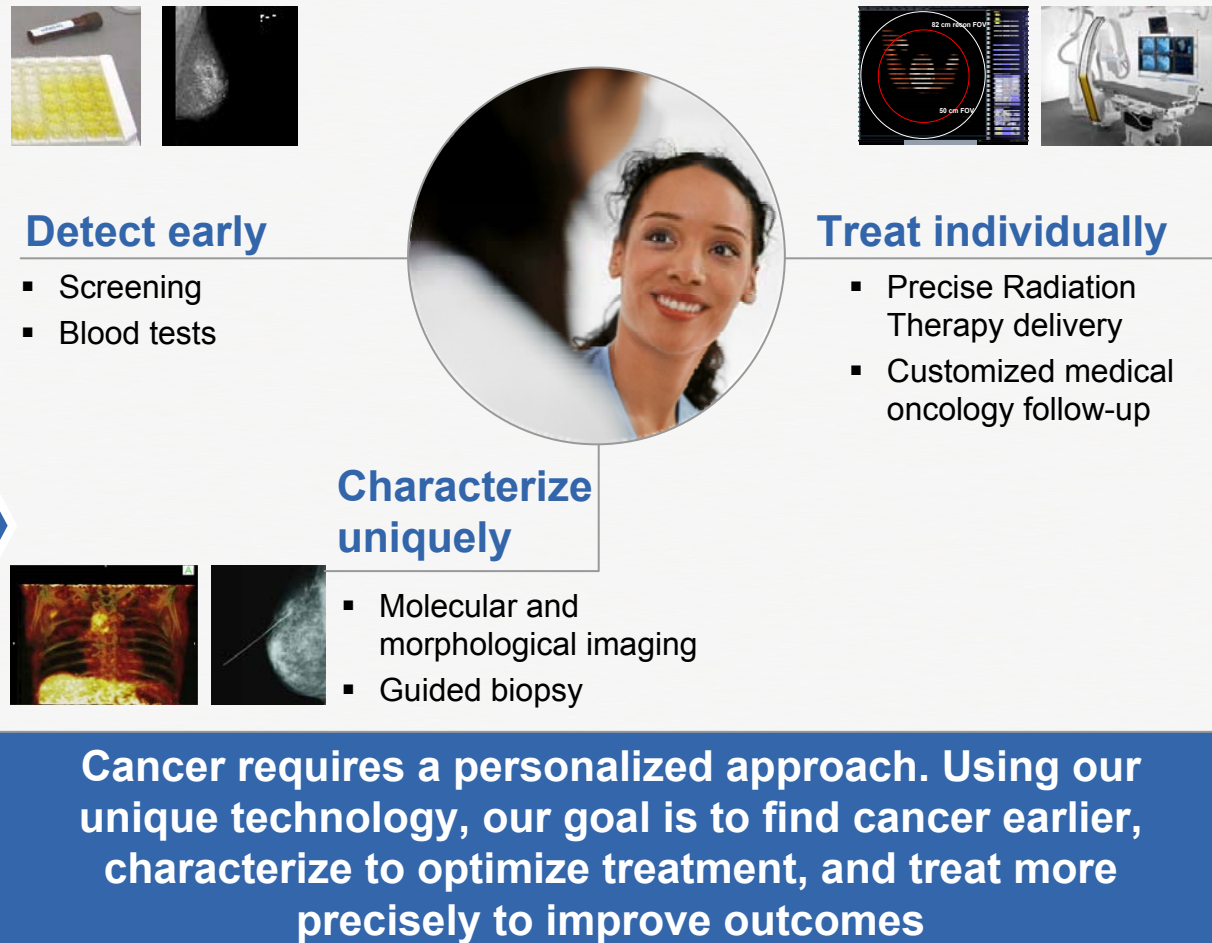 82 cm recon FOV
50 cm FOV
Detect early
▪ Screening
▪ Blood tests
Treat individually
▪ Precise Radiation
Therapy delivery
▪ Customized medical
oncology follow-up
Characterize
uniquely
A
▪ Molecular and
morphological imaging
▪ Guided biopsy
Cancer requires a personalized approach. Using our
unique technology, our goal is to find cancer earlier,
characterize to optimize treatment, and treat more
precisely to improve outcomes